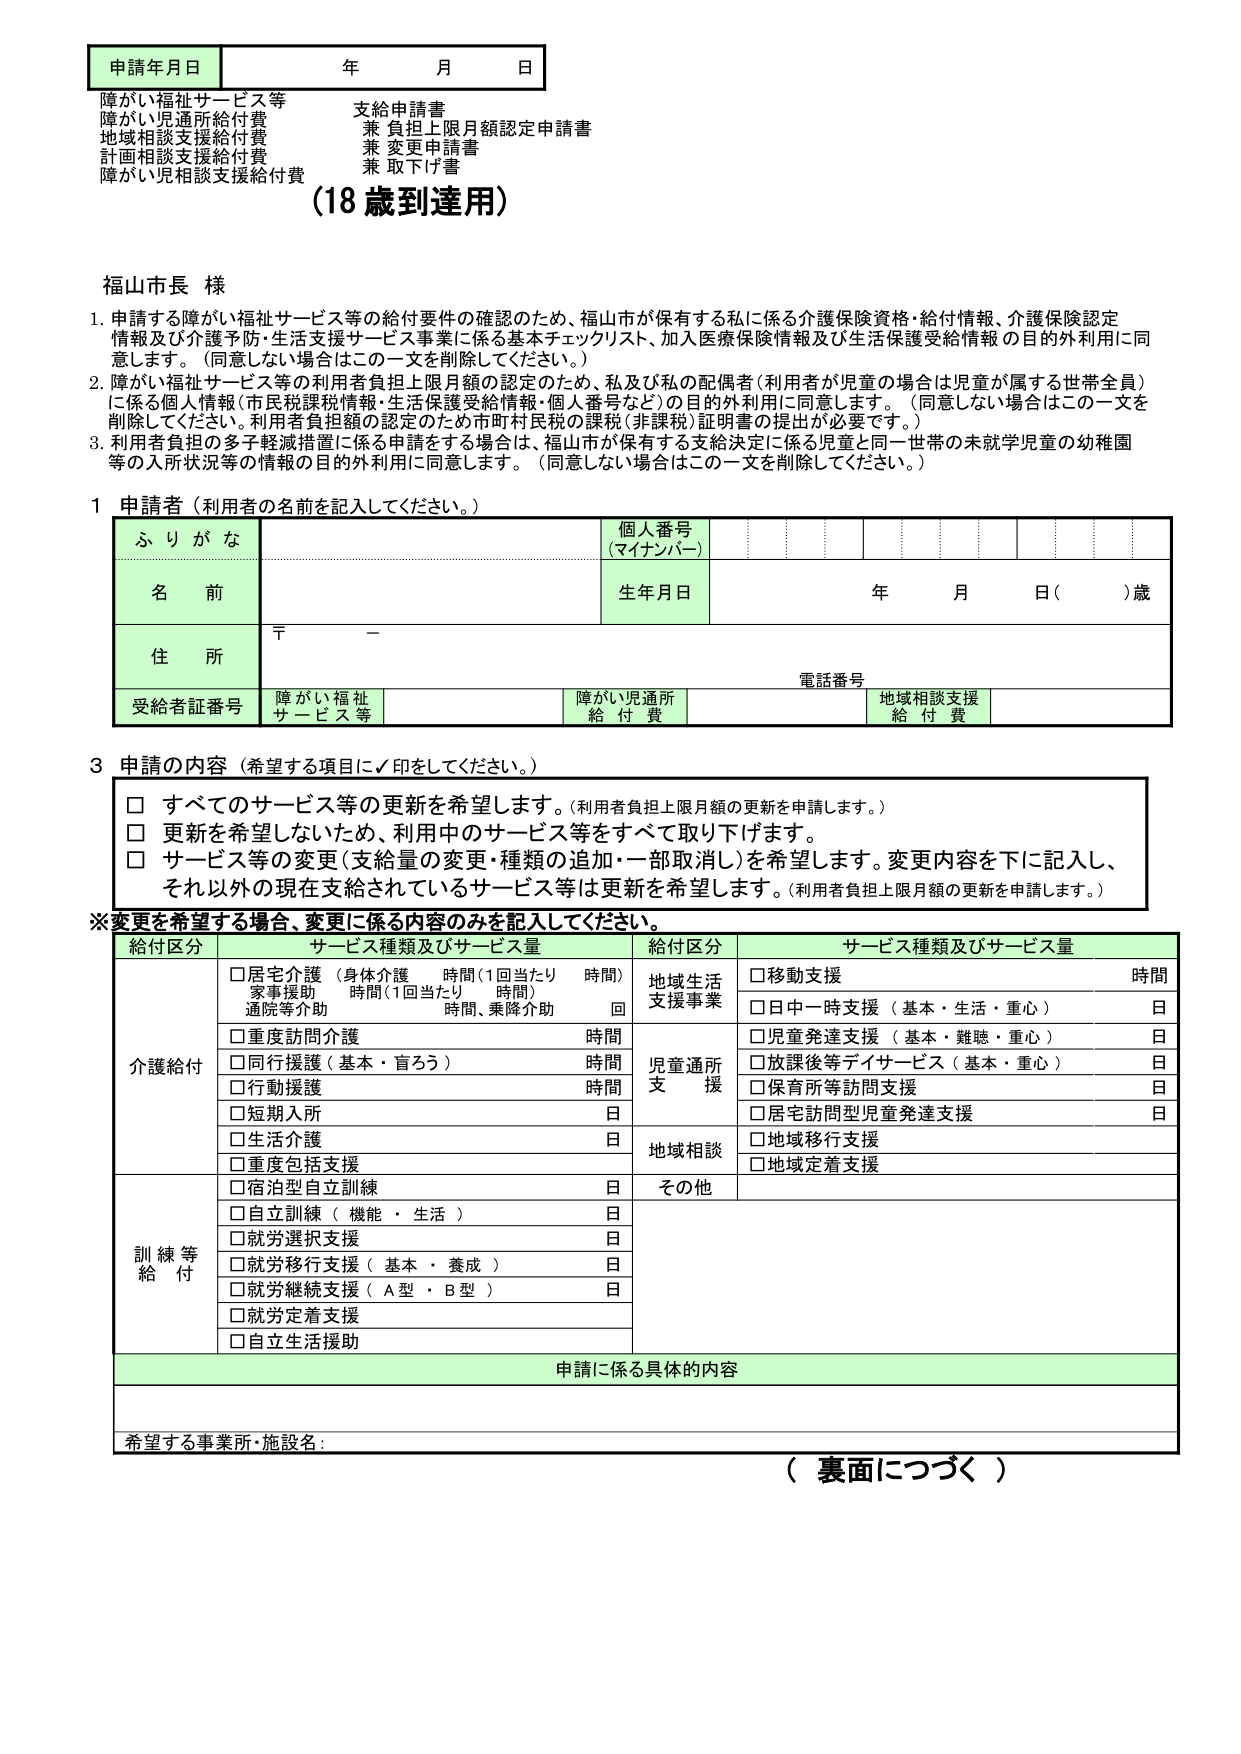 申請年月日 年 月 日
障がい福祉サービス等
障がい児通所給付費
地域相談支援給付費
計画相談支援給付費
障がい児相談支援給付費
支給申請書
兼 負担上限月額認定申請書
兼 変更申請書
兼 取下げ書
（18 歳到達用）
福山市長 様
1. 申請する障がい福祉サービス等の給付要件の確認のため、福山市が保有する私に係る介護保険資格・給付情報、介護保険認定
情報及び介護予防・生活支援サービス事業に係る基本チェックリスト、加入医療保険情報及び生活保護受給情報の目的外利用に同
意します。（同意しない場合はこの一文を削除してください。）
2. 障がい福祉サービス等の利用者負担上限月額の認定のため、私及び私の配偶者（利用者が児童の場合は児童が属する世帯全員）
に係る個人情報（市民税課税情報・生活保護受給情報・個人番号など）の目的外利用に同意します。（同意しない場合はこの一文を
削除してください。利用者負担額の認定のため市町村民税の課税（非課税）証明書の提出が必要です。）
3. 利用者負担の多子軽減措置に係る申請をする場合は、福山市が保有する支給決定に係る児童と同一世帯の未就学児童の幼稚園
等の入所状況等の情報の目的外利用に同意します。（同意しない場合はこの一文を削除してください。）
1 申請者（利用者の名前を記入してください。）
ふ り が な
個人番号
（マイナンバー）
名 前
生年月日 年 月 日（ ）歳
住 所
〒 －
電話番号
受給者証番号
障がい福祉
サービス等
障がい児通所
給 付 費
地域相談支援
給 付 費
3 申請の内容（希望する項目に✓印をしてください。）
□ すべてのサービス等の更新を希望します。（利用者負担上限月額の更新を申請します。）
□ 更新を希望しないため、利用中のサービス等をすべて取り下げます。
□ サービス等の変更（支給量の変更・種類の追加・一部取消し）を希望します。変更内容を下に記入し、
それ以外の現在支給されているサービス等は更新を希望します。（利用者負担上限月額の更新を申請します。）
※変更を希望する場合、変更に係る内容のみを記入してください。
給付区分 サービス種類及びサービス量 給付区分 サービス種類及びサービス量
介護給付
□居宅介護（身体介護 時間（1回当たり 時間）
家事援助 時間（1回当たり 時間）
通院等介助 時間、乗降介助 回
□重度訪問介護 時間
□同行援護（基本・盲ろう） 時間
□行動援護 時間
□短期入所 日
□生活介護 日
□重度包括支援
訓練等
給 付
□宿泊型自立訓練 日
□自立訓練（ 機能 ・ 生活 ） 日
□就労選択支援 日
□就労移行支援（ 基本 ・ 養成 ） 日
□就労継続支援（ A型 ・ B型 ） 日
□就労定着支援
□自立生活援助
地域生活
支援事業
□移動支援 時間
□日中一時支援（基本・生活・重心） 日
児童通所
支 援
□児童発達支援（基本・難聴・重心） 日
□放課後等デイサービス（基本・重心） 日
□保育所等訪問支援 日
□居宅訪問型児童発達支援 日
地域相談
□地域移行支援
□地域定着支援
その他
申請に係る具体的内容
希望する事業所・施設名：
（ 裏面につづく ）